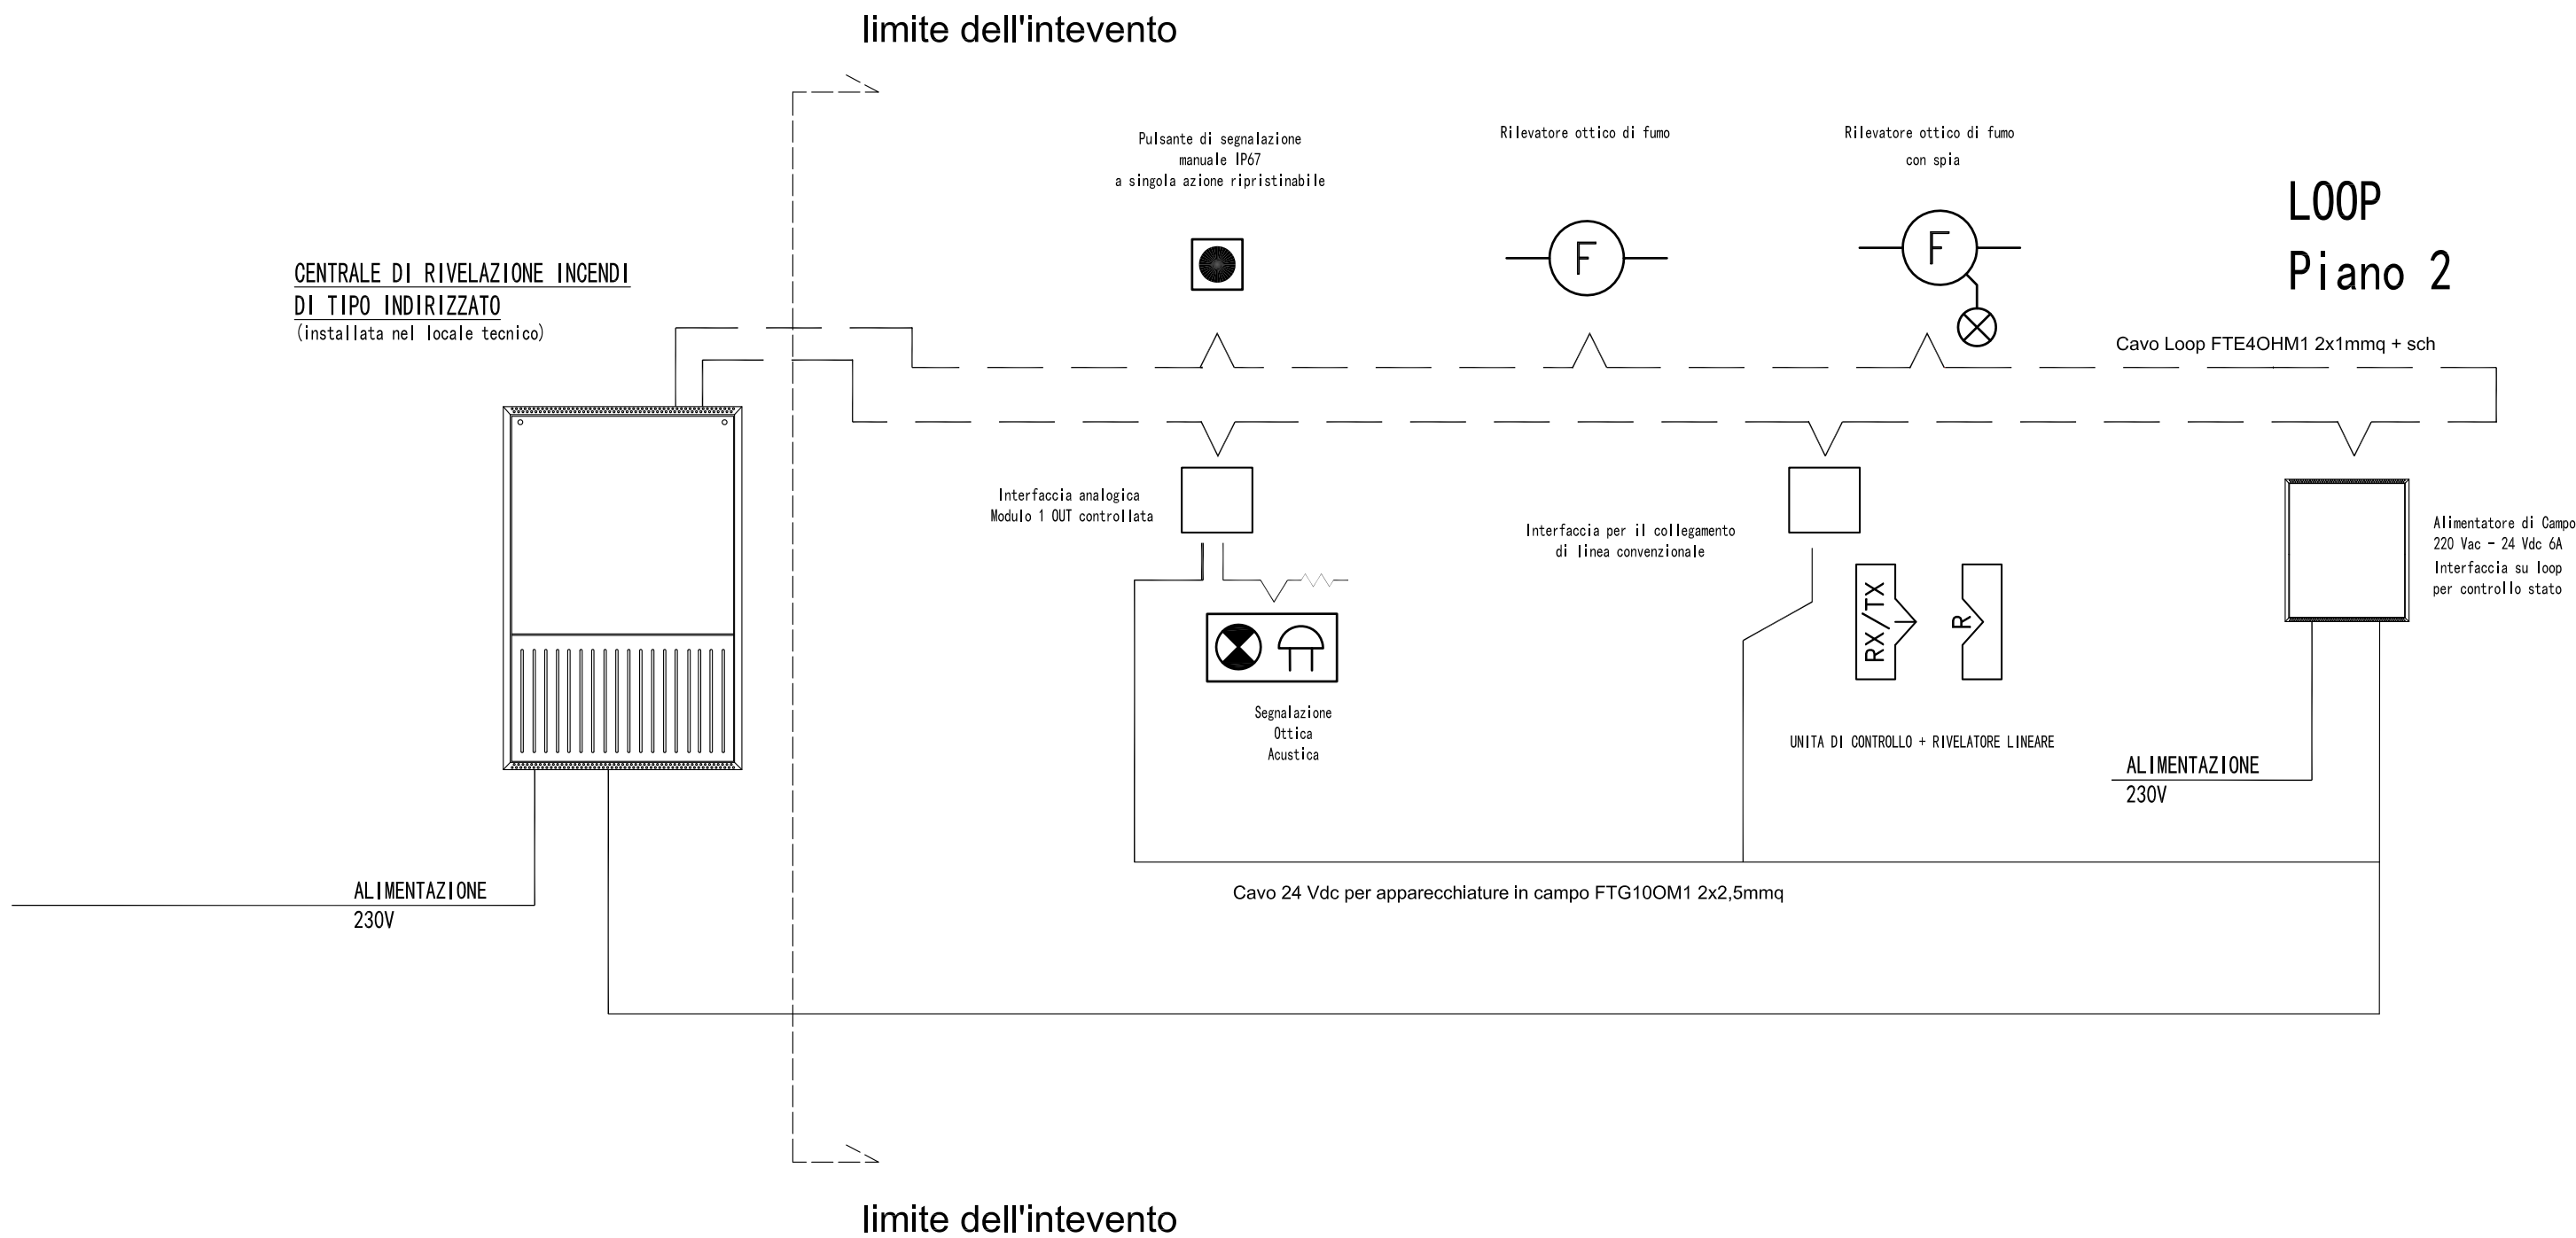 limite dell'intevento
Pulsante di segnalazione
manuale IP67
a singola azione ripristinabile
Rilevatore ottico di fumo
Rilevatore ottico di fumo
con spia
LOOP
Piano 2
CENTRALE DI RIVELAZIONE INCENDI
DI TIPO INDIRIZZATO
(installata nel locale tecnico)
F
F
Cavo Loop FTE4OHM1 2x1mmq + sch
Interfaccia analogica
Modulo 1 OUT controllata
Interfaccia per il collegamento
di linea convenzionale
Alimentatore di Campo
220 Vac - 24 Vdc 6A
Interfaccia su loop
per controllo stato
RX/TX
R
Segnalazione
Ottica
Acustica
UNITA DI CONTROLLO + RIVELATORE LINEARE
ALIMENTAZIONE
230V
ALIMENTAZIONE
230V
Cavo 24 Vdc per apparecchiature in campo FTG10OM1 2x2,5mmq
limite dell'intevento